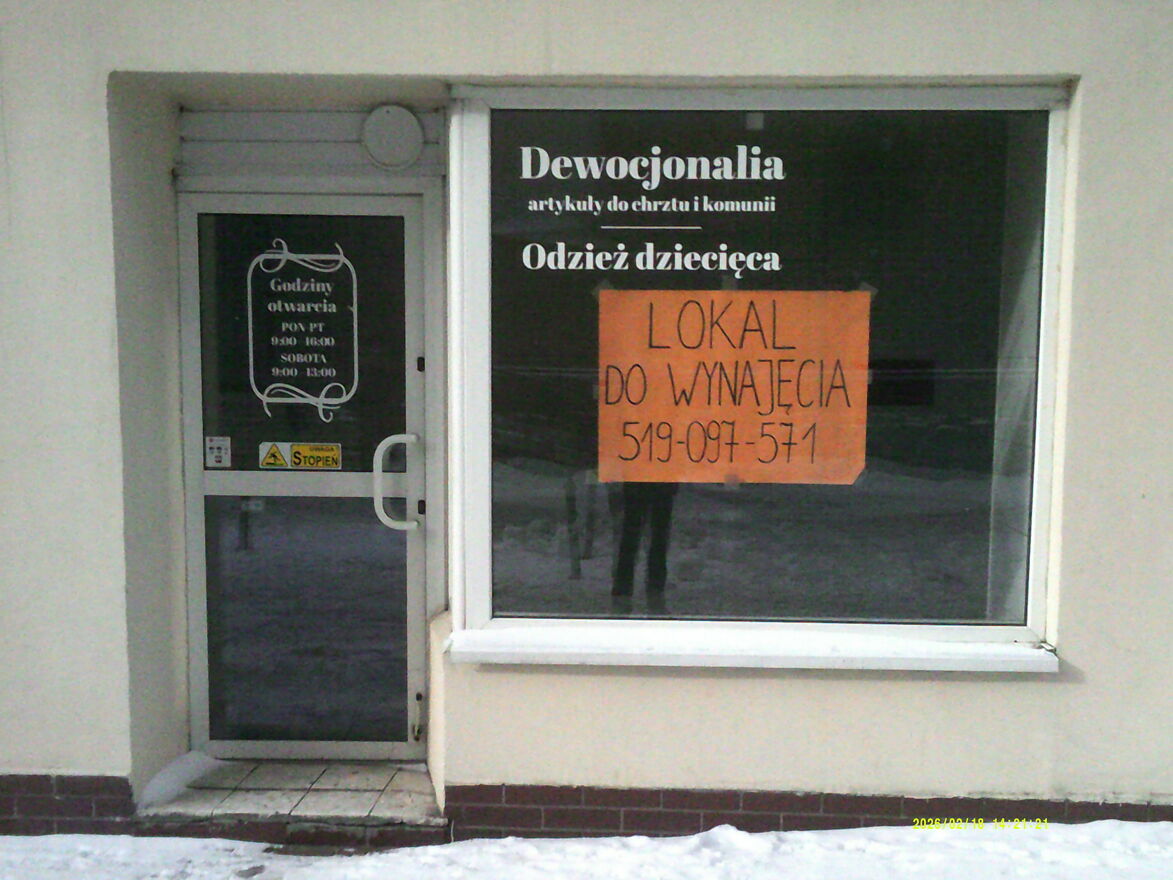 Dewocjonalia
artykuły do chrztu i komunii
Odzież dziecięca
LOKAL
DO WYNAJĘCIA
519-097-571
Godziny
otwarcia
PON-PT
9:00-16:00
SOBOTA
9:00-13:00
UWAGA
STOPIEŃ
2026/02/18 14:21:21